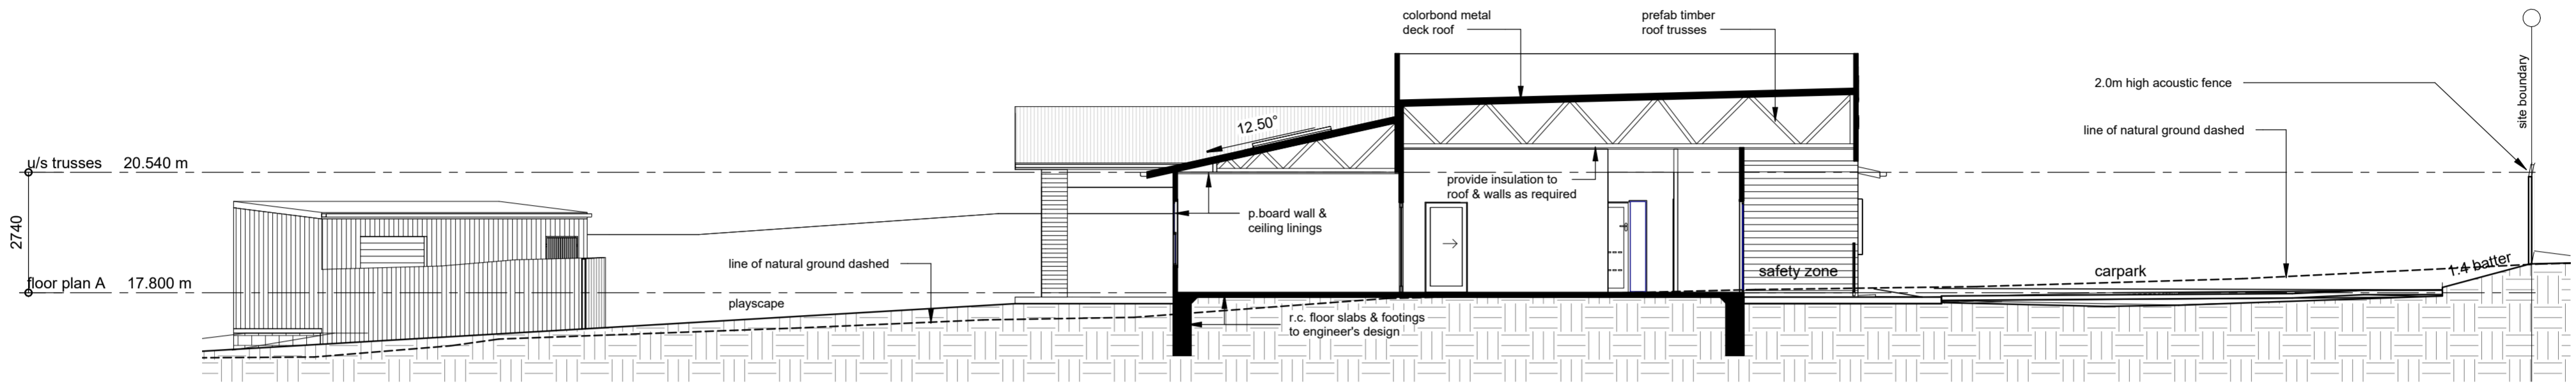 colorbond metal
deck roof
prefab timber
roof trusses
site boundary
2.0m high acoustic fence
12.50°
line of natural ground dashed
u/s trusses 20.540 m
provide insulation to
roof & walls as required
p.board wall &
ceiling linings
2740
line of natural ground dashed
safety zone
carpark
1:4 batter
floor plan A 17.800 m
playscape
r.c. floor slabs & footings
to engineer's design